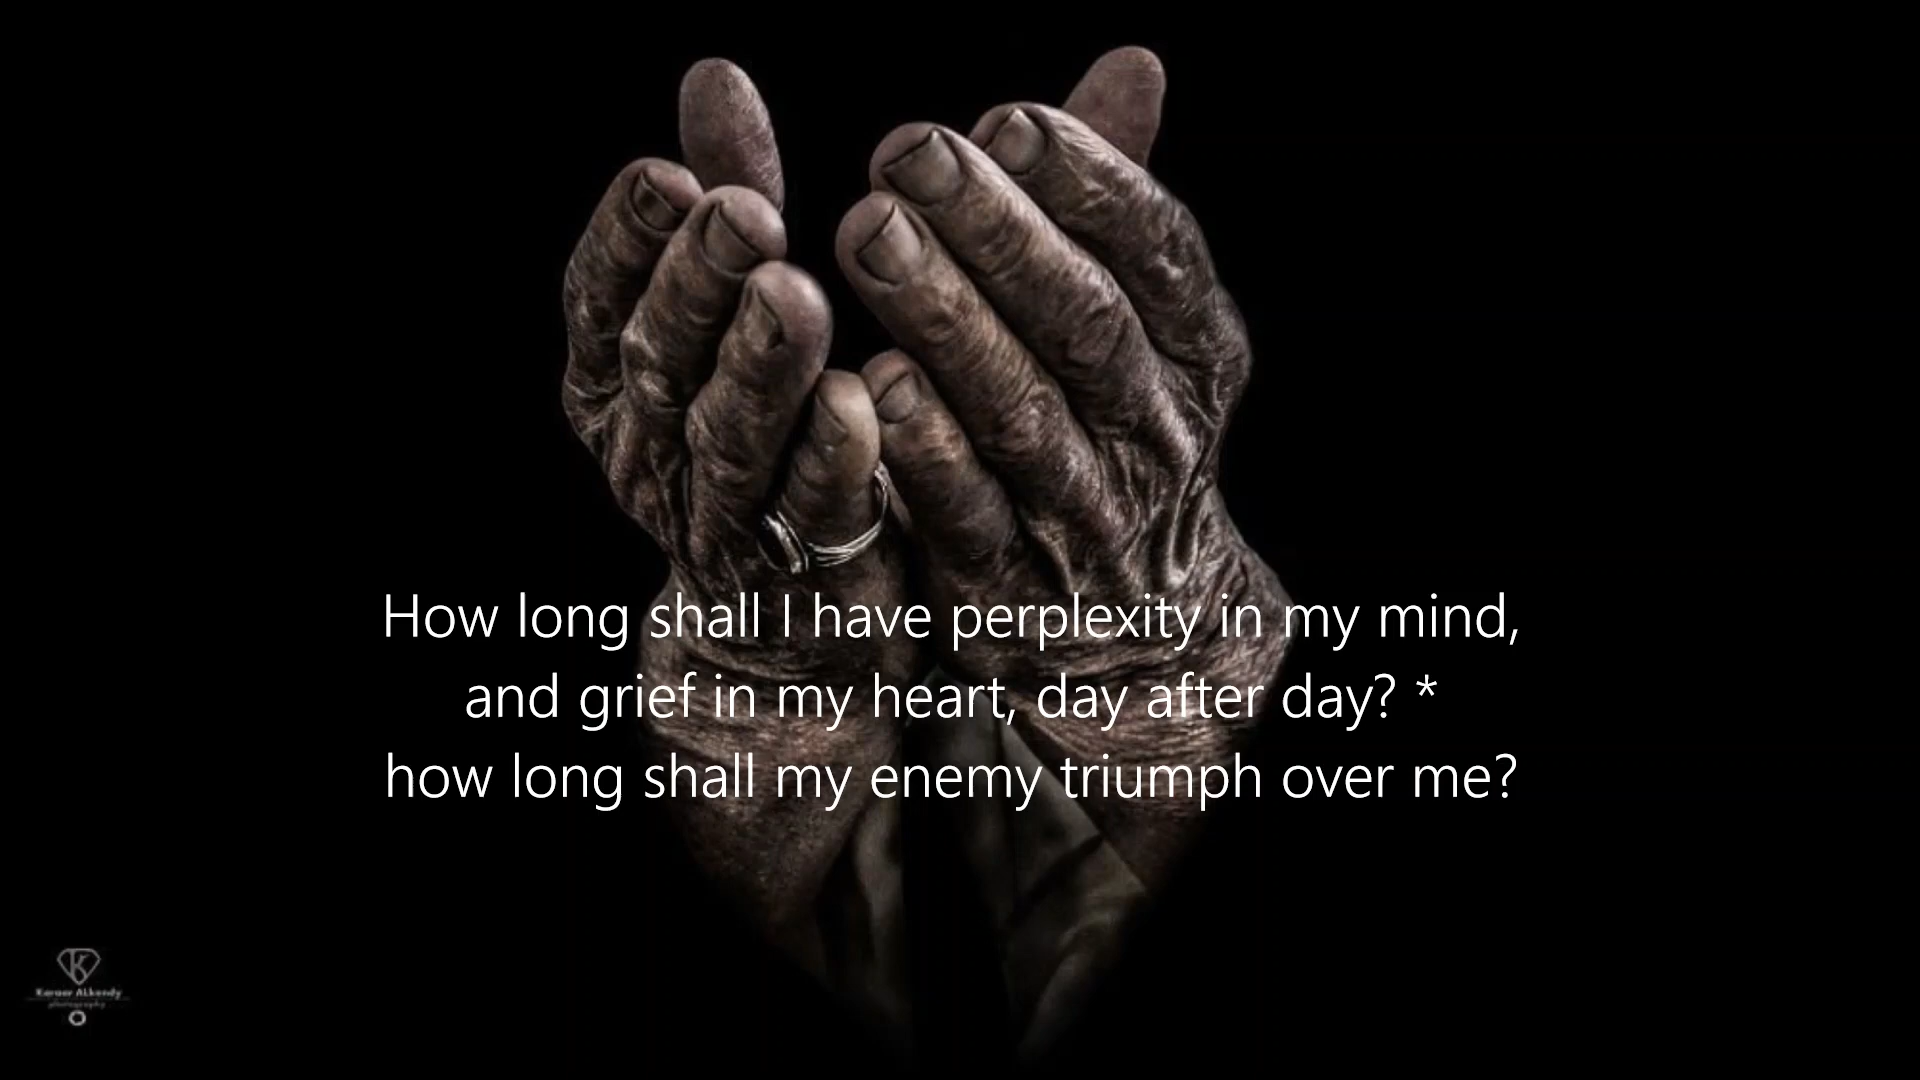 How long shall I have perplexity in my mind,
and grief in my heart, day after day? *
how long shall my enemy triumph over me?
K
photography